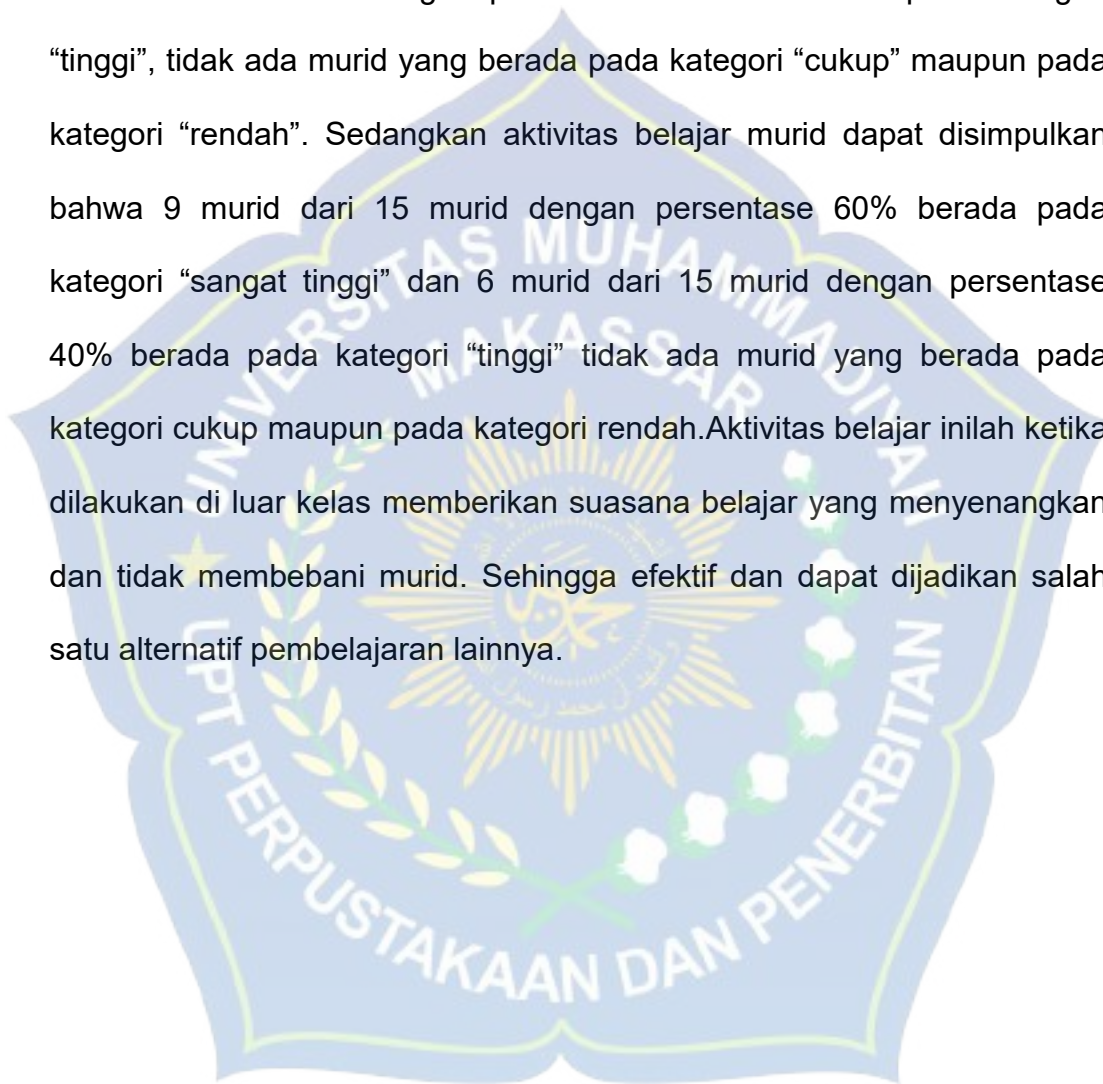 “tinggi”, tidak ada murid yang berada pada kategori “cukup” maupun pada
kategori “rendah”. Sedangkan aktivitas belajar murid dapat disimpulkan
bahwa 9 murid dari 15 murid dengan persentase 60% berada pada
kategori “sangat tinggi” dan 6 murid dari 15 murid dengan persentase
40% berada pada kategori “tinggi” tidak ada murid yang berada pada
kategori cukup maupun pada kategori rendah.Aktivitas belajar inilah ketika
dilakukan di luar kelas memberikan suasana belajar yang menyenangkan
dan tidak membebani murid. Sehingga efektif dan dapat dijadikan salah
satu alternatif pembelajaran lainnya.
UNIVERSITAS MUHAMMADIYAH
MAKASSAR
UPT PERPUSTAKAAN DAN PENERBITAN